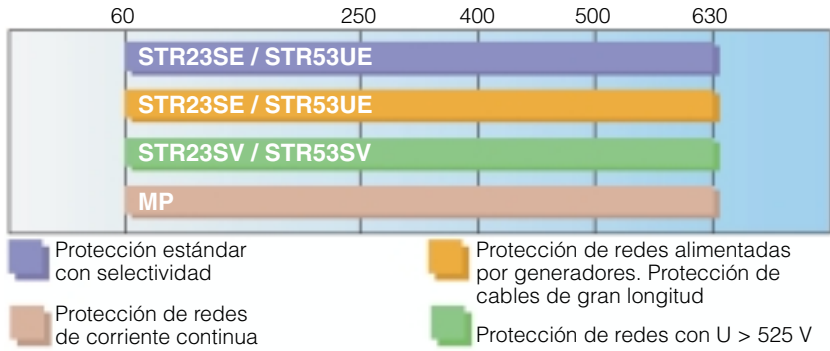 60 250 400 500 630
STR23SE / STR53UE
STR23SE / STR53UE
STR23SV / STR53SV
MP
Protección estándar
con selectividad
Protección de redes
de corriente continua
Protección de redes alimentadas
por generadores. Protección de
cables de gran longitud
Protección de redes con U > 525 V